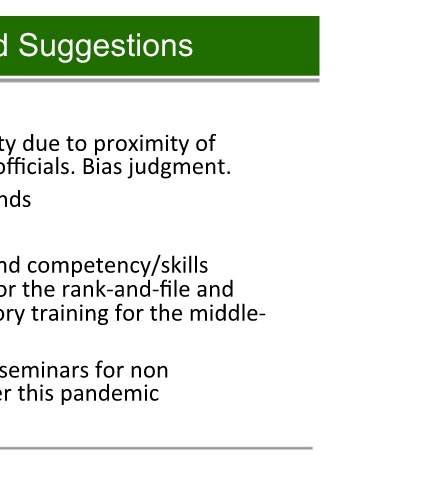 d Suggestions
ty due to proximity of
officials. Bias judgment.
nds
nd competency/skills
or the rank-and-file and
ory training for the middle-
seminars for non
er this pandemic